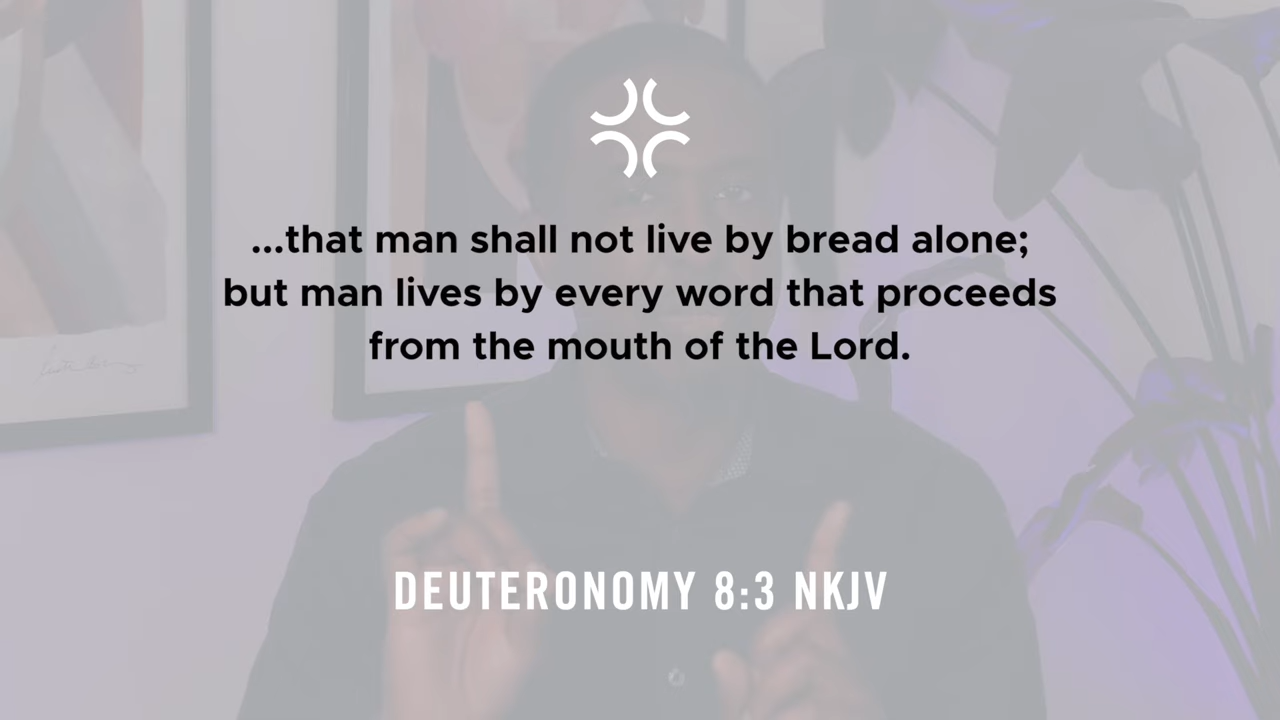 ...that man shall not live by bread alone;
but man lives by every word that proceeds
from the mouth of the Lord.
DEUTERONOMY 8:3 NKJV